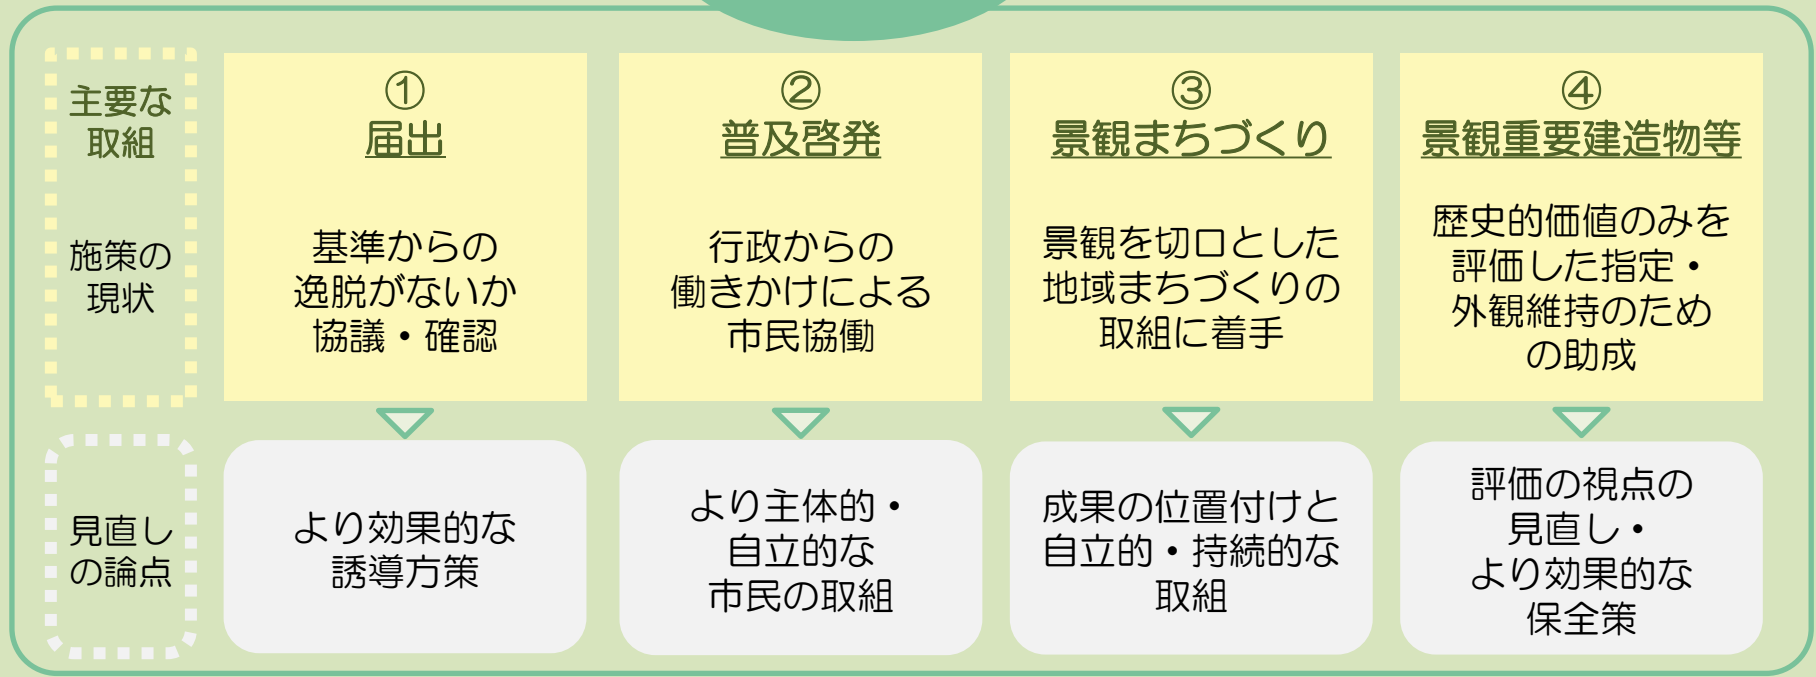 主要な
取組
施策の
現状
①
届出
基準からの
逸脱がないか
協議・確認
②
普及啓発
行政からの
働きかけによる
市民協働
③
景観まちづくり
景観を切口とした
地域まちづくりの
取組に着手
④
景観重要建造物等
歴史的価値のみを
評価した指定・
外観維持のため
の助成
見直し
の論点
より効果的な
誘導方策
より主体的・
自立的な
市民の取組
成果の位置付けと
自立的・持続的な
取組
評価の視点の
見直し・
より効果的な
保全策